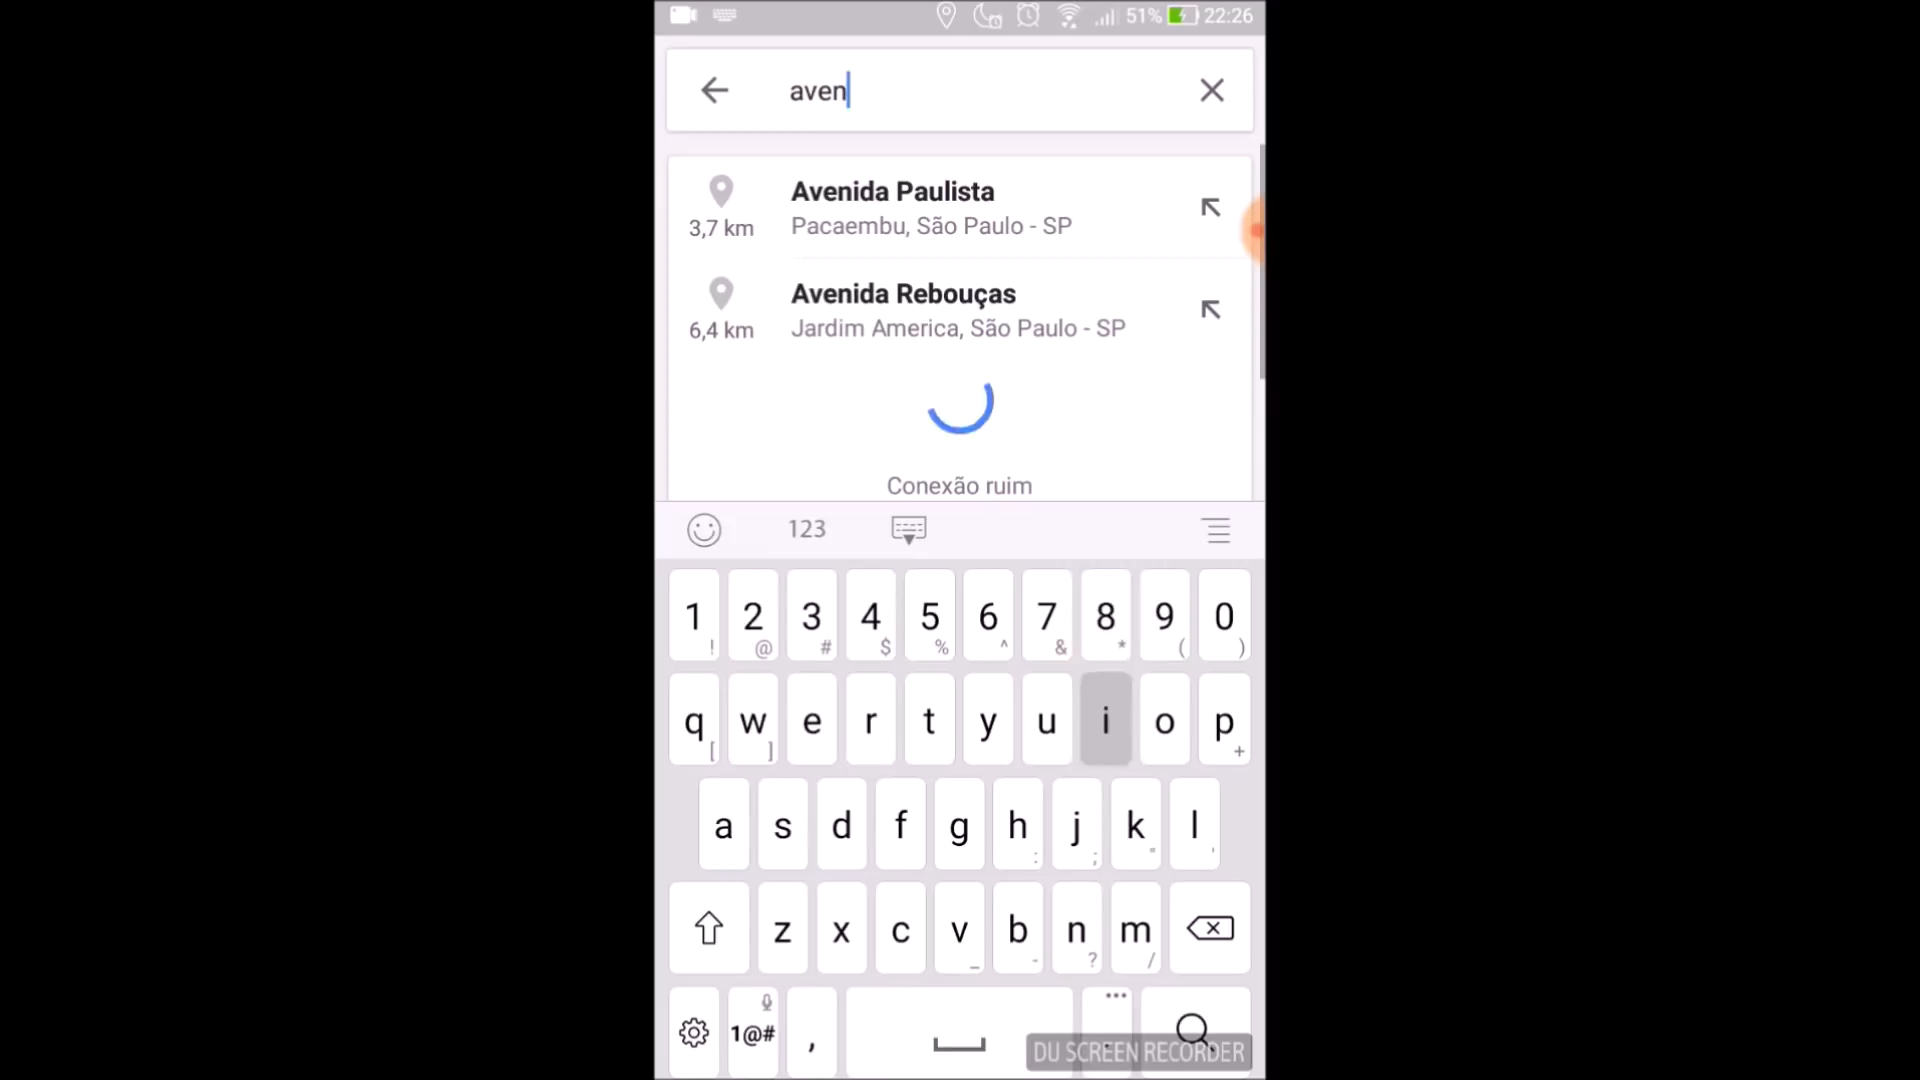 51% 22:26
aven
Avenida Paulista
3,7 km
Pacaembu, São Paulo - SP
Avenida Rebouças
6,4 km
Jardim America, São Paulo - SP
Conexão ruim
123
1 2 3 4 5 6 7 8 9 0
! @ # $ % ^ & * ( )
q w e r t y u i o p
[ ] +
a s d f g h j k l
: ; " '
z x c v b n m
_ - ? /
1@# , .
DU SCREEN RECORDER